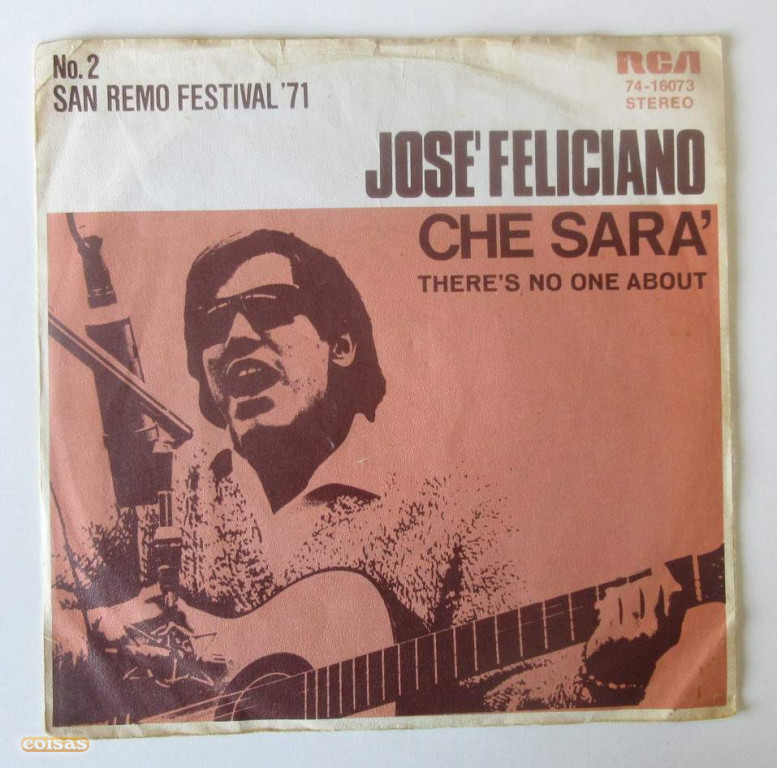 No. 2
SAN REMO FESTIVAL '71
RCA
74-16073
STEREO
JOSE' FELICIANO
CHE SARA'
THERE'S NO ONE ABOUT
coisas